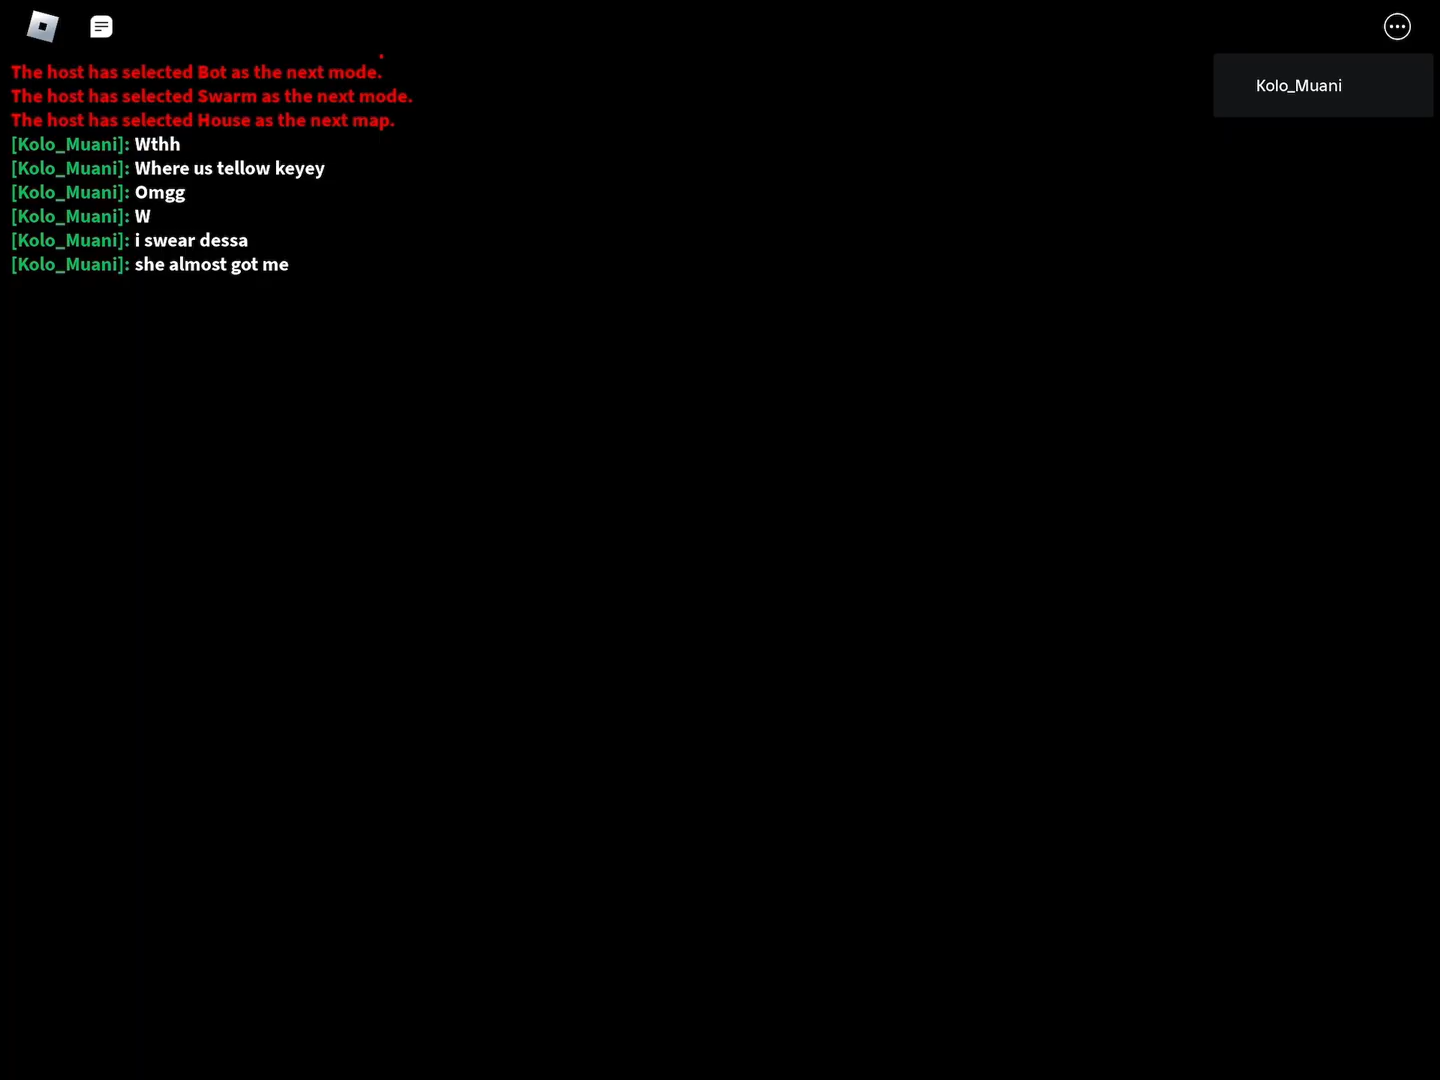 The host has selected Bot as the next mode.
The host has selected Swarm as the next mode.
The host has selected House as the next map.
[Kolo_Muani]: Wthh
[Kolo_Muani]: Where us tellow keyey
[Kolo_Muani]: Omgg
[Kolo_Muani]: W
[Kolo_Muani]: i swear dessa
[Kolo_Muani]: she almost got me
Kolo_Muani